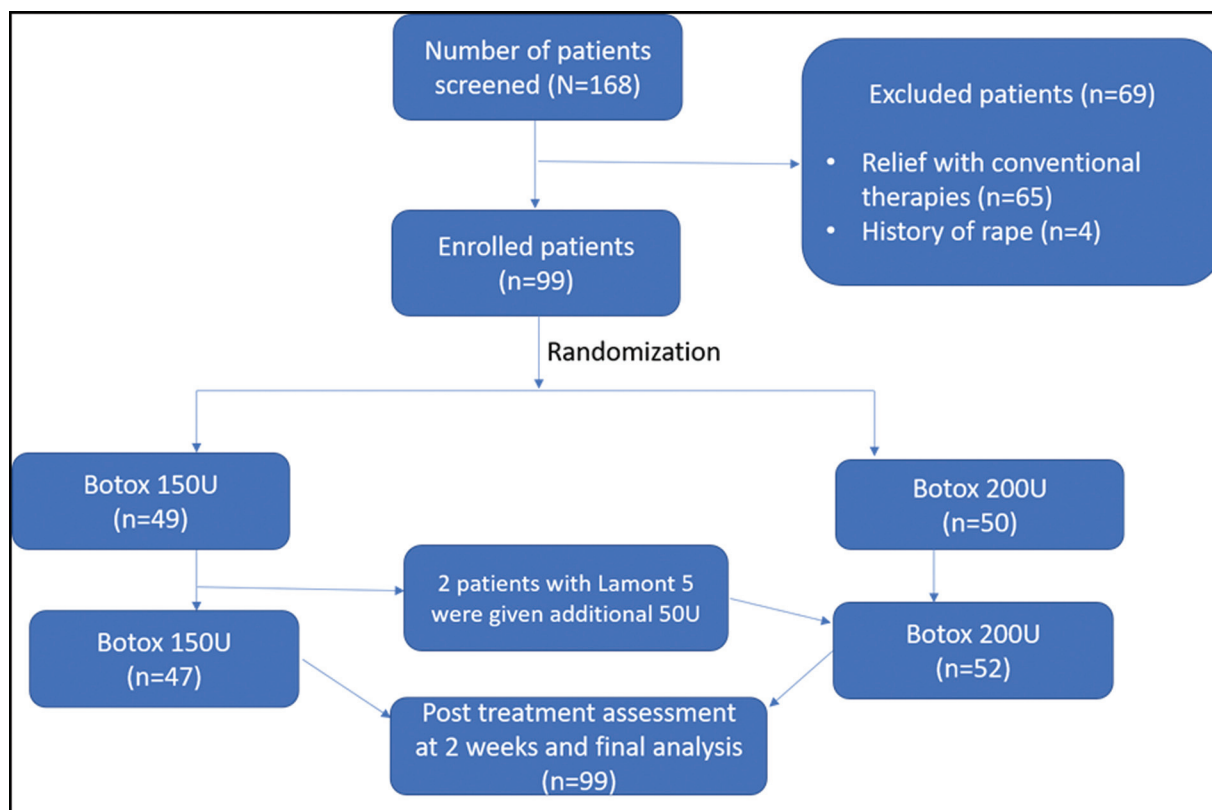 Number of patients
screened (N=168)
Excluded patients (n=69)
• Relief with conventional
therapies (n=65)
• History of rape (n=4)
Enrolled patients
(n=99)
Randomization
Botox 150U
(n=49)
Botox 200U
(n=50)
2 patients with Lamont 5
were given additional 50U
Botox 150U
(n=47)
Botox 200U
(n=52)
Post treatment assessment
at 2 weeks and final analysis
(n=99)